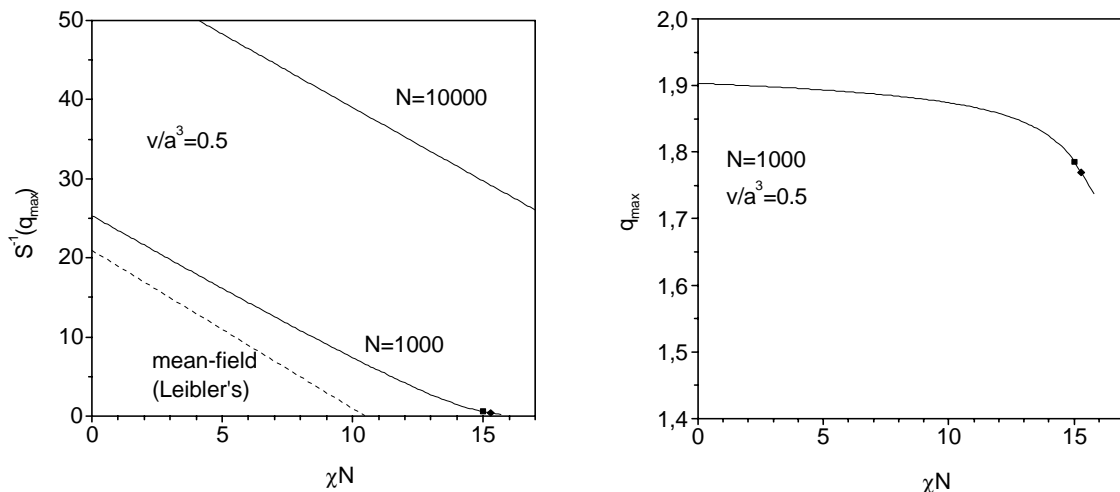 50
40
30
20
10
0
S⁻¹(q_max)
N=10000
v/a³=0.5
N=1000
mean-field
(Leibler's)
0
5
10
15
χN
2,0
1,9
1,8
1,7
1,6
1,5
1,4
q_max
N=1000
v/a³=0.5
0
5
10
15
χN